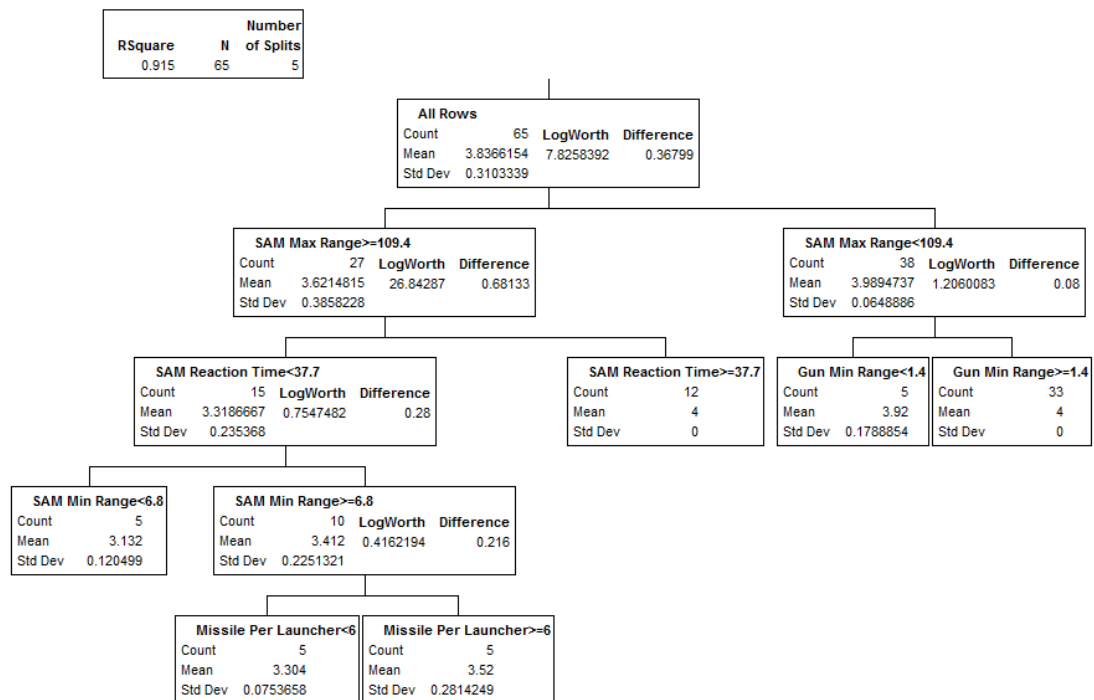 Number
RSquare N of Splits
0.915 65 5
All Rows
Count 65 LogWorth Difference
Mean 3.8366154 7.8258392 0.36799
Std Dev 0.3103339
SAM Max Range>=109.4
Count 27 LogWorth Difference
Mean 3.6214815 26.84287 0.68133
Std Dev 0.3858228
SAM Max Range<109.4
Count 38 LogWorth Difference
Mean 3.9894737 1.2060083 0.08
Std Dev 0.0648886
SAM Reaction Time<37.7
Count 15 LogWorth Difference
Mean 3.3186667 0.7547482 0.28
Std Dev 0.235368
SAM Reaction Time>=37.7
Count 12
Mean 4
Std Dev 0
Gun Min Range<1.4
Count 5
Mean 3.92
Std Dev 0.1788854
Gun Min Range>=1.4
Count 33
Mean 4
Std Dev 0
SAM Min Range<6.8
Count 5
Mean 3.132
Std Dev 0.120499
SAM Min Range>=6.8
Count 10 LogWorth Difference
Mean 3.412 0.4162194 0.216
Std Dev 0.2251321
Missile Per Launcher<6
Count 5
Mean 3.304
Std Dev 0.0753658
Missile Per Launcher>=6
Count 5
Mean 3.52
Std Dev 0.2814249